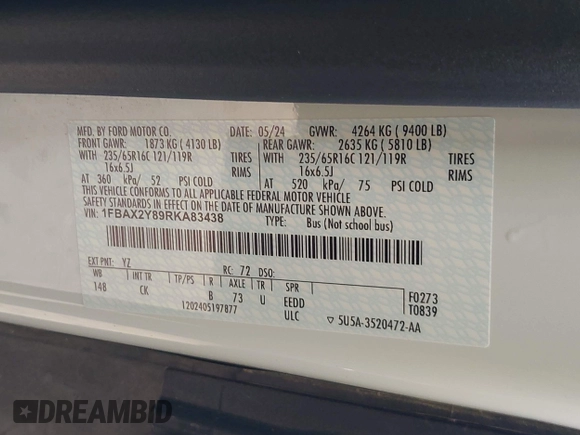 MFD. BY FORD MOTOR CO. DATE: 05/24 GVWR: 4264 KG ( 9400 LB)
FRONT GAWR: 1873 KG ( 4130 LB) REAR GAWR: 2635 KG ( 5810 LB)
WITH 235/65R16C 121/119R TIRES WITH 235/65R16C 121/119R TIRES
16x6.5J RIMS 16x6.5J RIMS
AT 360 kPa/ 52 PSI COLD AT 520 kPa/ 75 PSI COLD
THIS VEHICLE CONFORMS TO ALL APPLICABLE FEDERAL MOTOR VEHICLE
SAFETY STANDARDS IN EFFECT ON THE DATE OF MANUFACTURE SHOWN ABOVE.
VIN: 1FBAX2Y89RKA83438 TYPE: Bus (Not school bus)
EXT PNT: YZ RC: 72 DSO:
WB INT TR TP/PS R AXLE TR SPR F0273
148 CK B 73 U EEDD T0839
1202405197877 ULC ▽ 5U5A-3520472-AA
DREAMBID